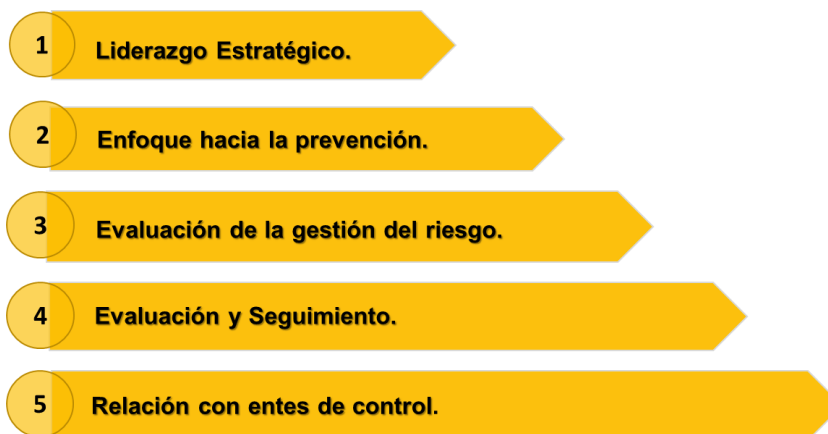 1 Liderazgo Estratégico.
2 Enfoque hacia la prevención.
3 Evaluación de la gestión del riesgo.
4 Evaluación y Seguimiento.
5 Relación con entes de control.